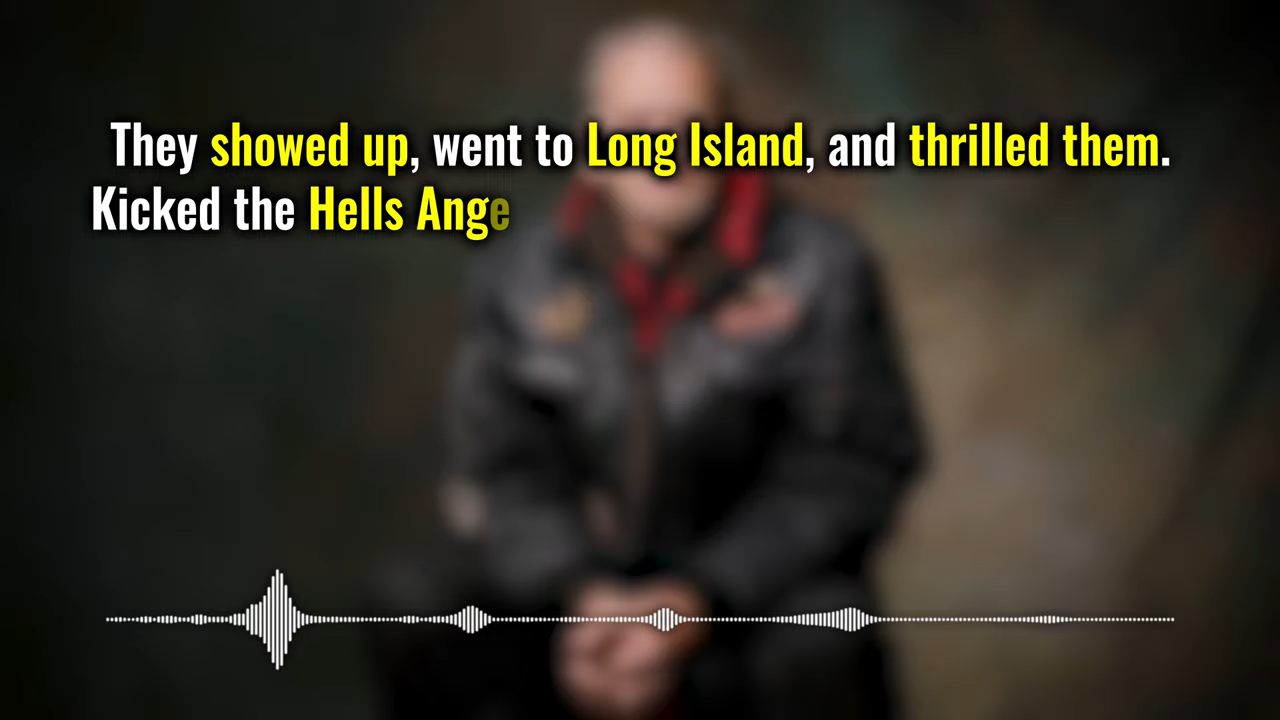 They showed up, went to Long Island, and thrilled them.
Kicked the Hells Ange